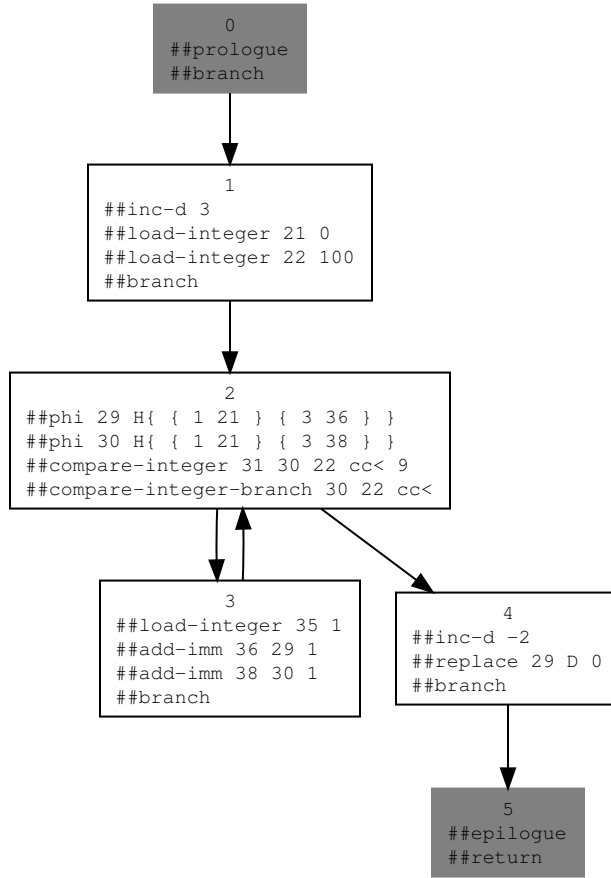 0
##prologue
##branch
1
##inc-d 3
##load-integer 21 0
##load-integer 22 100
##branch
2
##phi 29 H{ { 1 21 } { 3 36 } }
##phi 30 H{ { 1 21 } { 3 38 } }
##compare-integer 31 30 22 cc< 9
##compare-integer-branch 30 22 cc<
3
##load-integer 35 1
##add-imm 36 29 1
##add-imm 38 30 1
##branch
4
##inc-d -2
##replace 29 D 0
##branch
5
##epilogue
##return